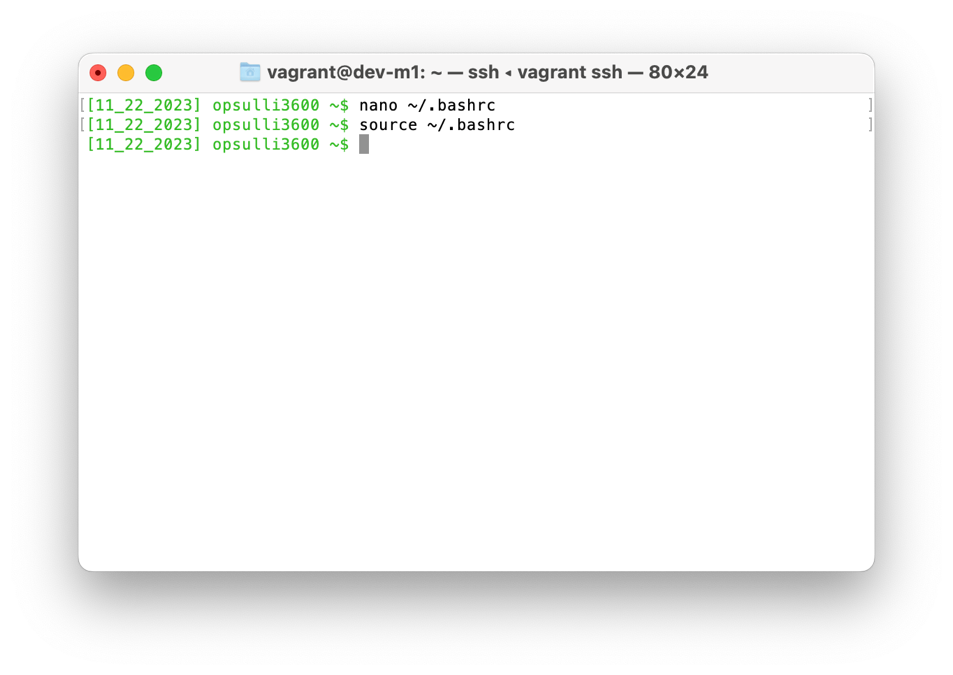 vagrant@dev-m1: ~ — ssh ◂ vagrant ssh — 80×24
[[11_22_2023] opsulli3600 ~$ nano ~/.bashrc ]
[[11_22_2023] opsulli3600 ~$ source ~/.bashrc ]
[11_22_2023] opsulli3600 ~$